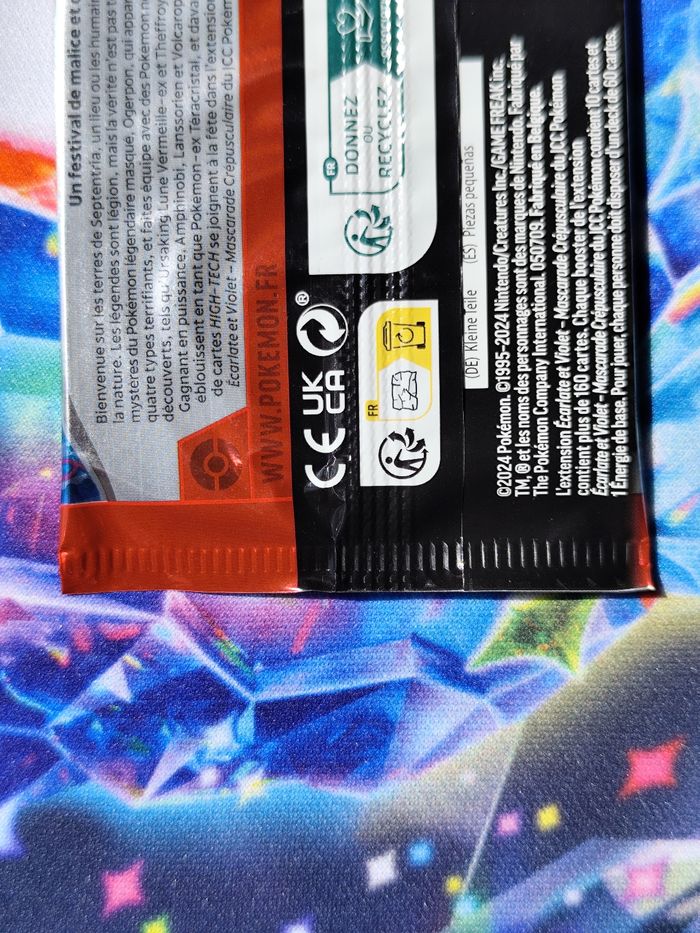 Un festival de malice et
Bienvenue sur les terres de Septentria, un lieu où les humai
la nature. Les légendes sont légion, mais la vérité n'est pas
mystères du Pokémon légendaire masqué, Ogerpon, qui appar
quatre types terrifiants, et faites équipe avec des Pokémon n
découverts, tels qu'Ursaking Lune Vermeille-ex et Theffroy
Gagnant en puissance, Amphinobi, Lanssorien et Volcarop
éblouissent en tant que Pokémon-ex Téracristal, et davan
de cartes HIGH-TECH se joignent à la fête dans l'extension
Écarlate et Violet – Mascarade Crépusculaire du JCC Pokém
WWW.POKEMON.FR
®
CE UK
CA
FR
DONNEZ
OU
RECYCLEZ
FR
(DE) Kleine Teile (ES) Piezas pequeñas
©2024 Pokémon. ©1995-2024 Nintendo/Creatures Inc./GAME FREAK Inc.
TM, ® et les noms des personnages sont des marques de Nintendo. Fabriqué par
The Pokémon Company International. 050709. Fabriqué en Belgique.
L'extension Écarlate et Violet – Mascarade Crépusculaire du JCC Pokémon
contient plus de 160 cartes. Chaque booster de l'extension
Écarlate et Violet – Mascarade Crépusculaire du JCC Pokémon contient 10 cartes et
1 Énergie de base. Pour jouer, chaque personne doit disposer d'un deck de 60 cartes.